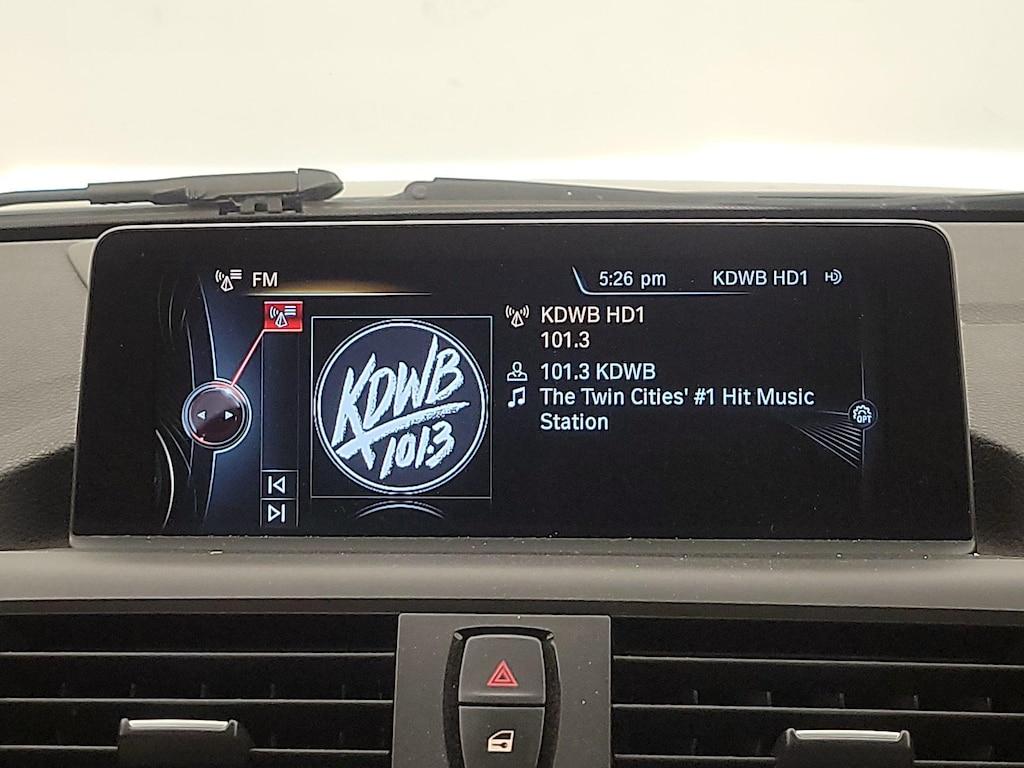 FM
5:26 pm
KDWB HD1
KDWB HD1
101.3
101.3 KDWB
The Twin Cities' #1 Hit Music
Station
KDWB
101.3
OPT